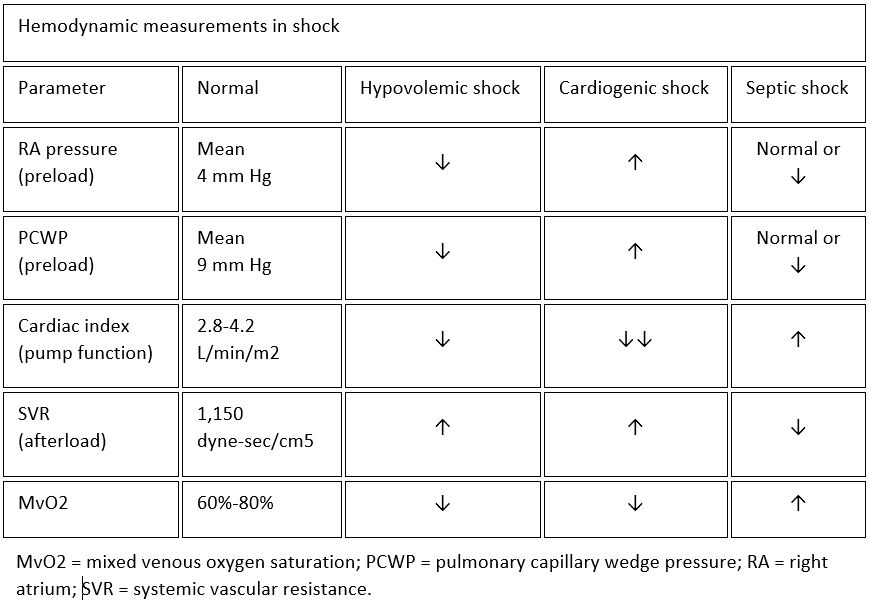 Hemodynamic measurements in shock
Parameter Normal Hypovolemic shock Cardiogenic shock Septic shock
RA pressure
(preload)
Mean
4 mm Hg
↓
↑
Normal or
↓
PCWP
(preload)
Mean
9 mm Hg
↓
↑
Normal or
↓
Cardiac index
(pump function)
2.8-4.2
L/min/m2
↓
↓↓
↑
SVR
(afterload)
1,150
dyne-sec/cm5
↑
↑
↓
MvO2
60%-80%
↓
↓
↑
MvO2 = mixed venous oxygen saturation; PCWP = pulmonary capillary wedge pressure; RA = right
atrium; SVR = systemic vascular resistance.